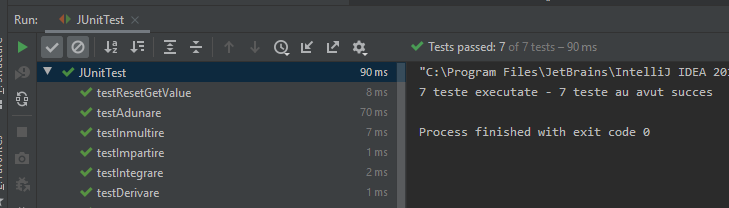 Run: JUnitTest
Tests passed: 7 of 7 tests – 90 ms
JUnitTest 90 ms
testResetGetValue 8 ms
testAdunare 70 ms
testInmultire 7 ms
testImpartire 1 ms
testIntegrare 2 ms
testDerivare 1 ms
"C:\Program Files\JetBrains\IntelliJ IDEA 20
7 teste executate - 7 teste au avut succes
Process finished with exit code 0